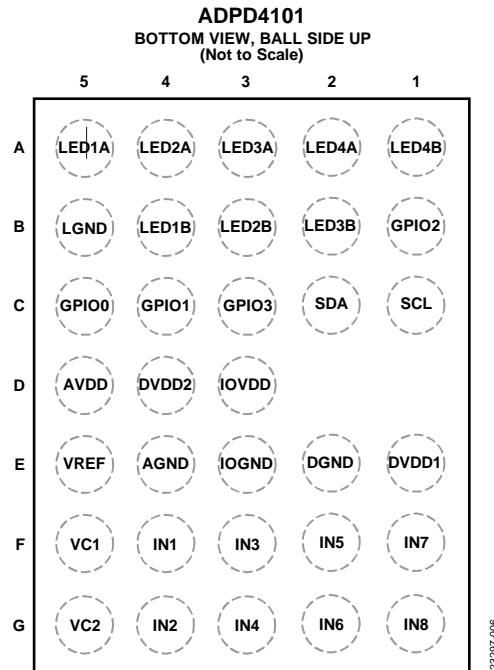 ADPD4101
BOTTOM VIEW, BALL SIDE UP
(Not to Scale)
5 4 3 2 1
A LED1A LED2A LED3A LED4A LED4B
B LGND LED1B LED2B LED3B GPIO2
C GPIO0 GPIO1 GPIO3 SDA SCL
D AVDD DVDD2 IOVDD
E VREF AGND IOGND DGND DVDD1
F VC1 IN1 IN3 IN5 IN7
G VC2 IN2 IN4 IN6 IN8